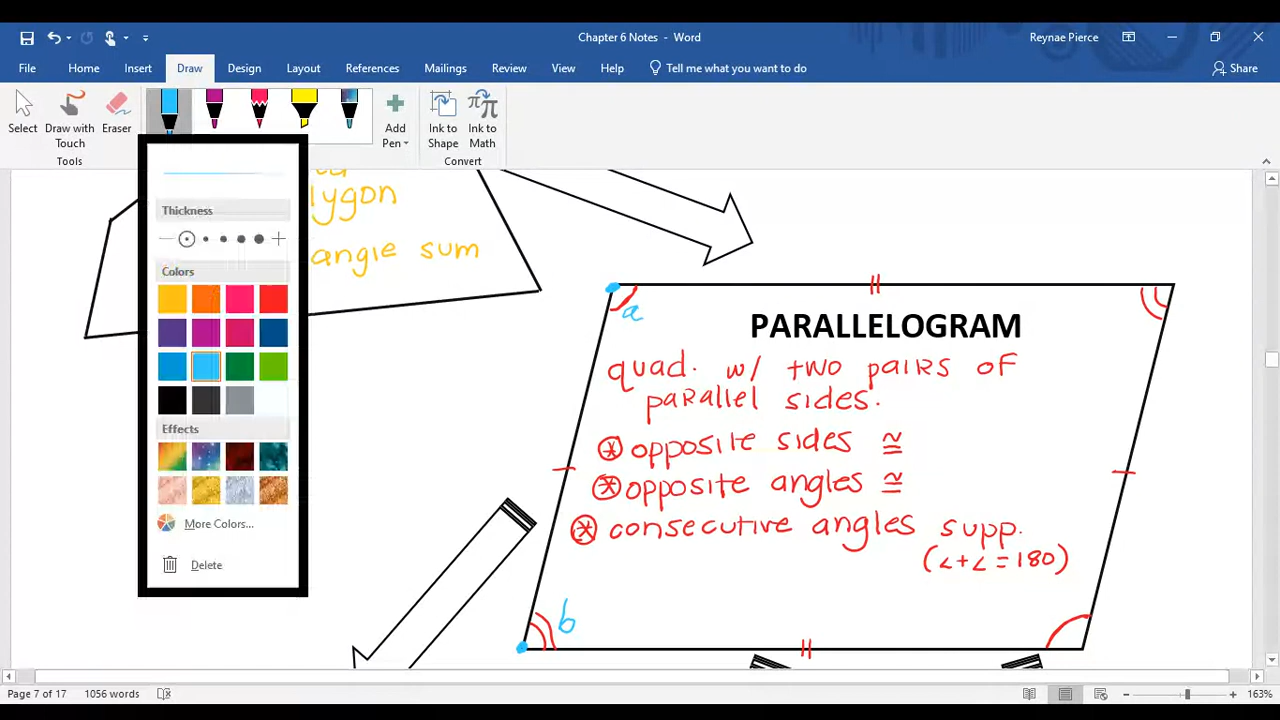 Chapter 6 Notes - Word
Reynae Pierce
File Home Insert Draw Design Layout References Mailings Review View Help Tell me what you want to do Share
Select
Draw with Touch
Eraser
Add Pen
Ink to Shape
Ink to Math
Tools
Convert
Thickness
Colors
Effects
More Colors...
Delete
lygon
angle sum
a
PARALLELOGRAM
quad. w/ two pairs of
parallel sides.
⊛ opposite sides ≅
⊛ opposite angles ≅
⊛ consecutive angles supp.
(∠+∠=180)
b
Page 7 of 17 1056 words
163%